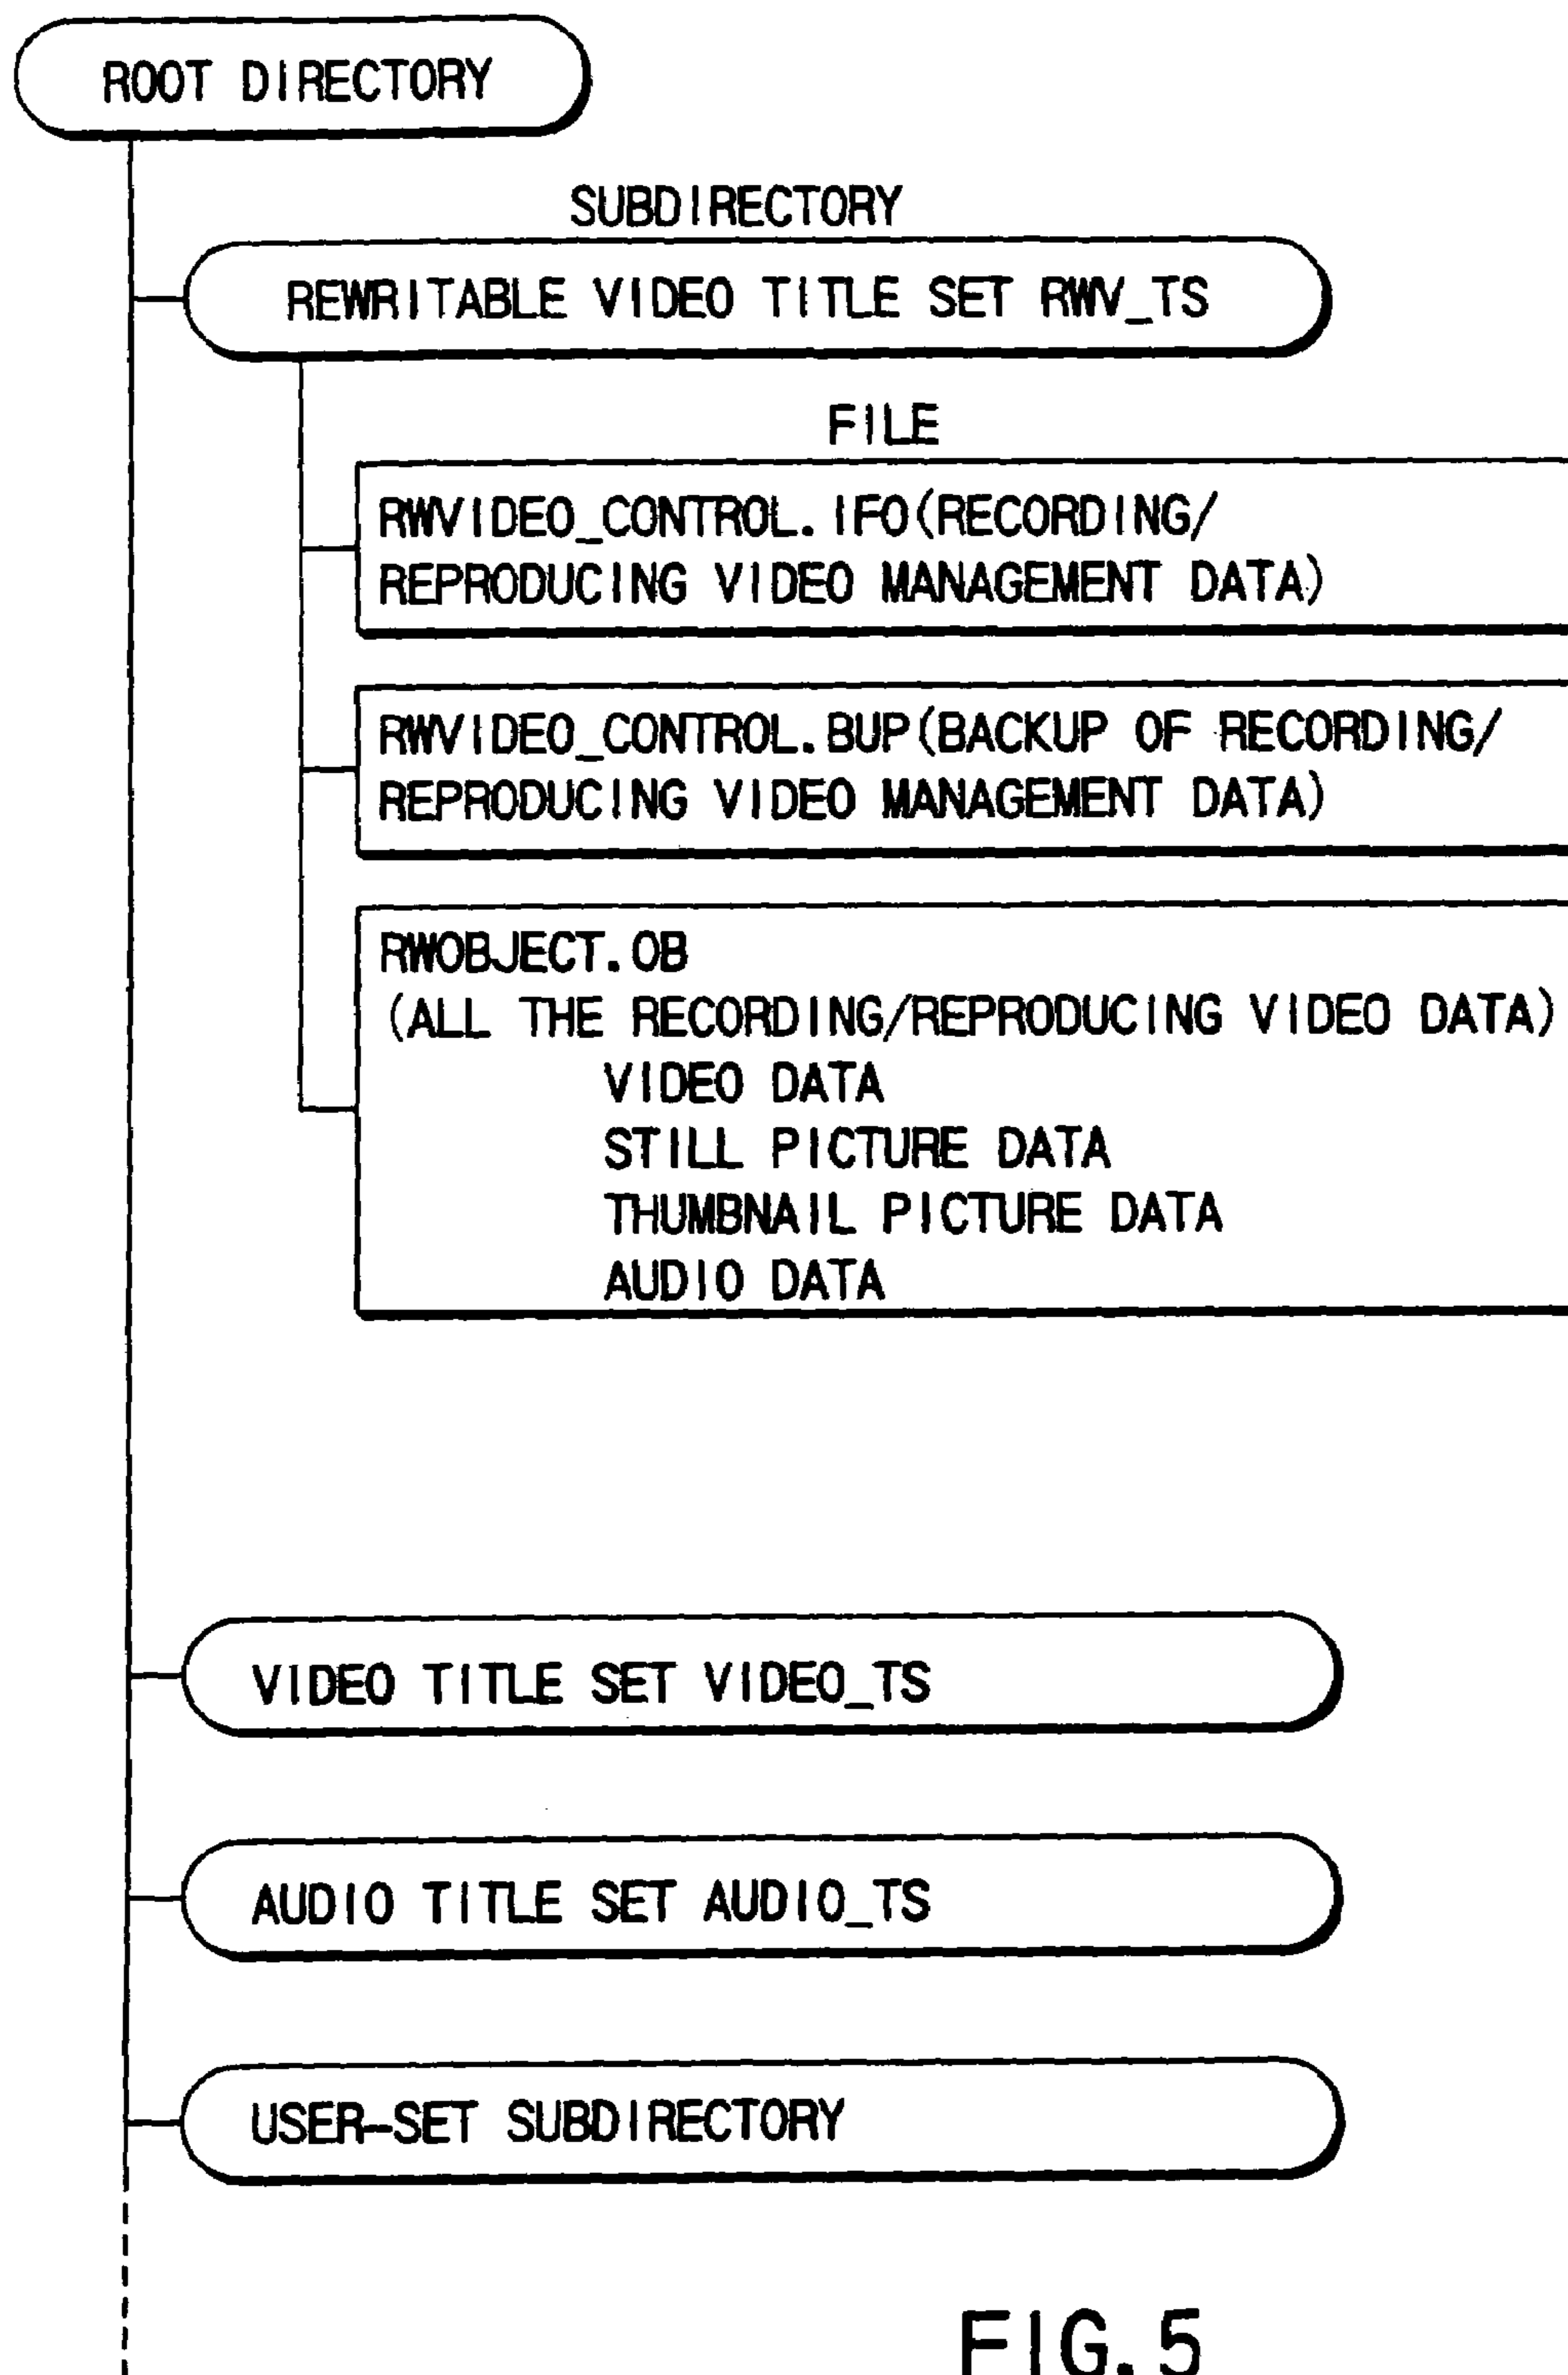 ROOT DIRECTORY
SUBDIRECTORY
REWRITABLE VIDEO TITLE SET RWV_TS
FILE
RWVIDEO_CONTROL.IFO(RECORDING/
REPRODUCING VIDEO MANAGEMENT DATA)
RWVIDEO_CONTROL.BUP(BACKUP OF RECORDING/
REPRODUCING VIDEO MANAGEMENT DATA)
RWOBJECT.OB
(ALL THE RECORDING/REPRODUCING VIDEO DATA)
VIDEO DATA
STILL PICTURE DATA
THUMBNAIL PICTURE DATA
AUDIO DATA
VIDEO TITLE SET VIDEO_TS
AUDIO TITLE SET AUDIO_TS
USER-SET SUBDIRECTORY
FIG.5